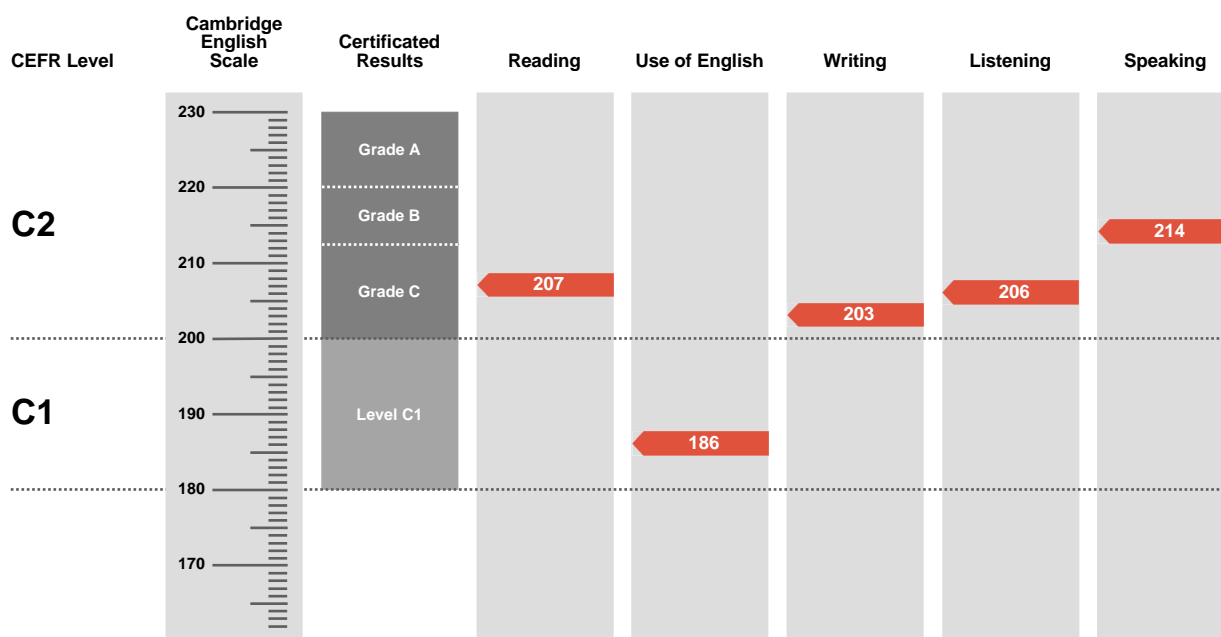 Cambridge
English
Scale
CEFR Level
Certificated
Results
Reading
Use of English
Writing
Listening
Speaking
230
Grade A
220
C2
Grade B
214
210
207
Grade C
206
203
200
C1
190
Level C1
186
180
170